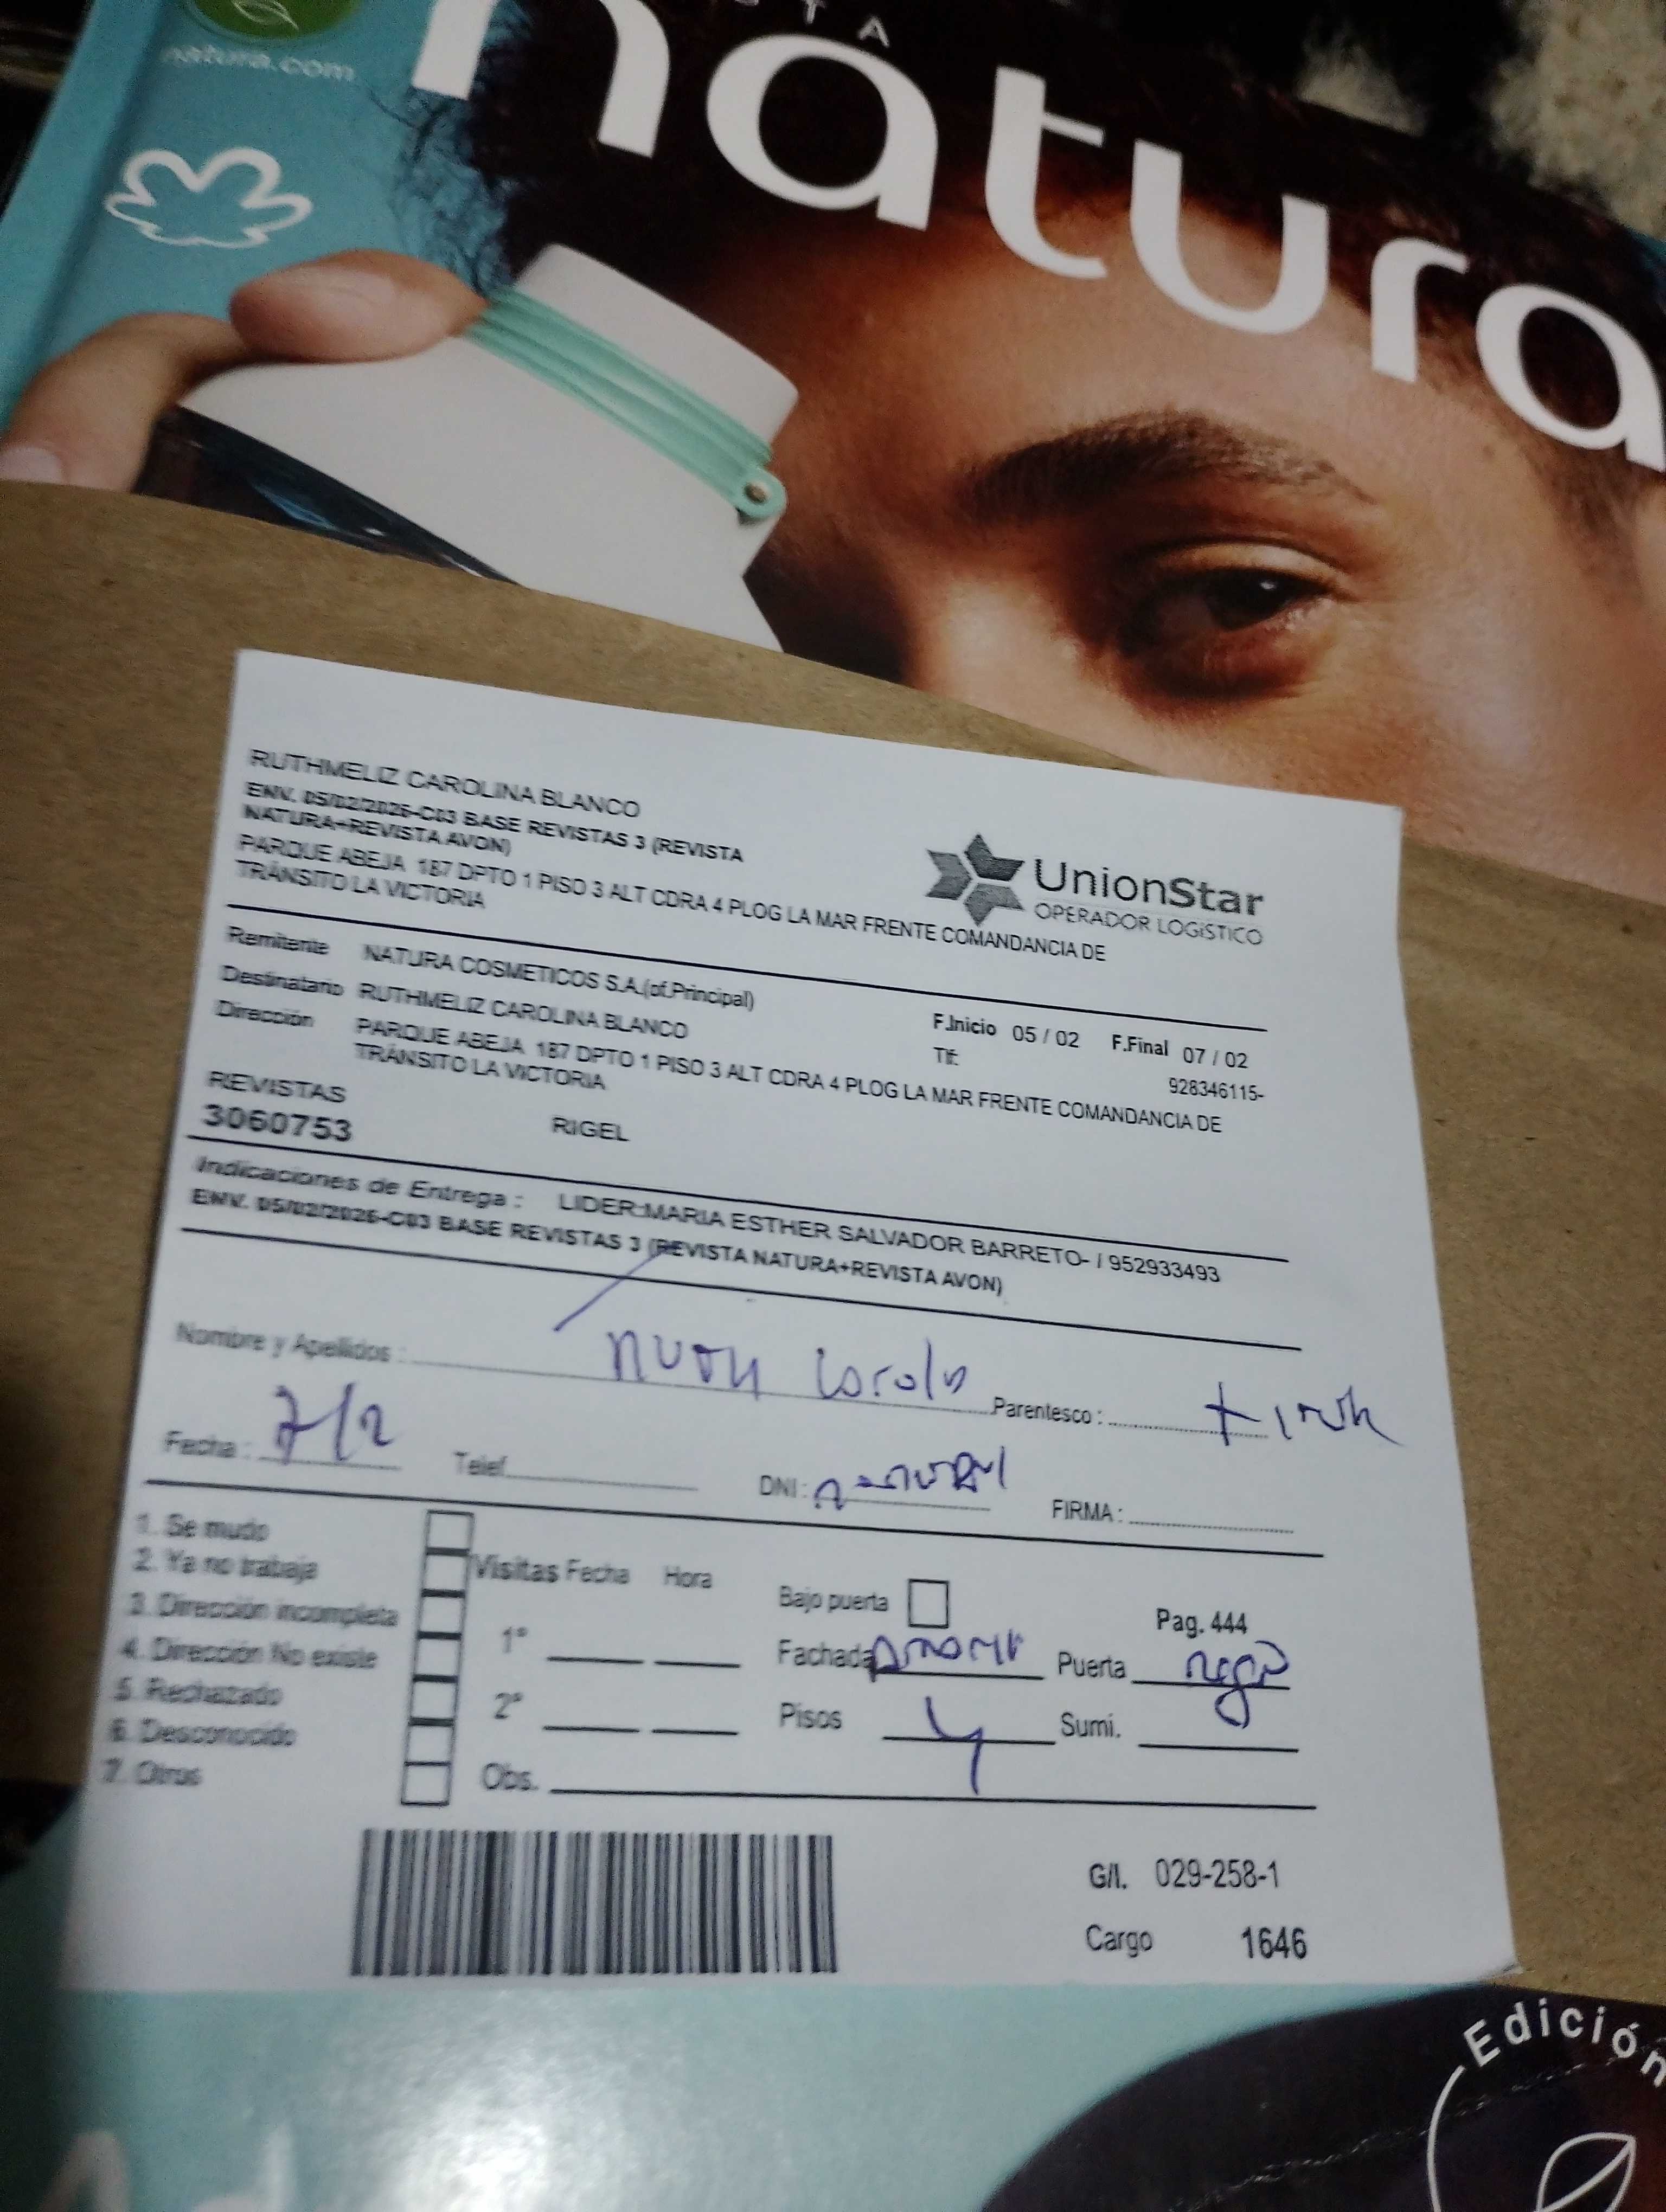 natura.com
natura
RUTHMELIZ CAROLINA BLANCO
ENV. 05/02/2026-C03 BASE REVISTAS 3 (REVISTA
NATURA+REVISTA AVON)
PARQUE ABEJA 187 DPTO 1 PISO 3 ALT CDRA 4 PLOG LA MAR FRENTE COMANDANCIA DE
TRÁNSITO LA VICTORIA
UnionStar
OPERADOR LOGÍSTICO
Remitente NATURA COSMETICOS S.A.(of.Principal)
Destinatario RUTHMELIZ CAROLINA BLANCO F.Inicio 05 / 02 F.Final 07 / 02
Dirección PARQUE ABEJA 187 DPTO 1 PISO 3 ALT CDRA 4 PLOG LA MAR FRENTE COMANDANCIA DE
TRÁNSITO LA VICTORIA
Tlf: 928346115-
REVISTAS
3060753 RIGEL
Indicaciones de Entrega : LIDER:MARIA ESTHER SALVADOR BARRETO- / 952933493
ENV. 05/02/2026-C03 BASE REVISTAS 3 (REVISTA NATURA+REVISTA AVON)
Nombre y Apellidos : Parentesco :
Fecha : 7/2 Telef. DNI : FIRMA :
1. Se mudo
2. Ya no trabaja
3. Dirección incompleta
4. Dirección No existe
5. Rechazado
6. Desconocido
7. Otros
Visitas Fecha Hora
1°
2°
Obs.
Bajo puerta Pag. 444
Fachada Puerta
Pisos 4 Sumi.
G/I. 029-258-1
Cargo 1646
Edición